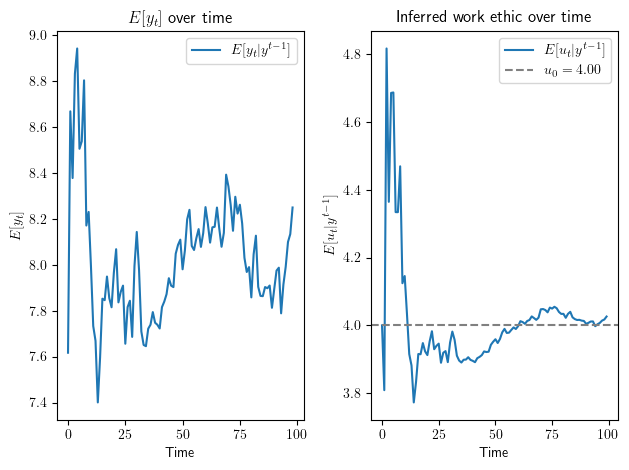 E[y_t] over time
E[y_t|y^{t−1}]
9.0
8.8
8.6
8.4
8.2
8.0
7.8
7.6
7.4
E[y_t]
0
25
50
75
100
Time
Inferred work ethic over time
E[u_t|y^{t−1}]
u_0 = 4.00
4.8
4.6
4.4
4.2
4.0
3.8
E[u_t|y^{t−1}]
0
25
50
75
100
Time